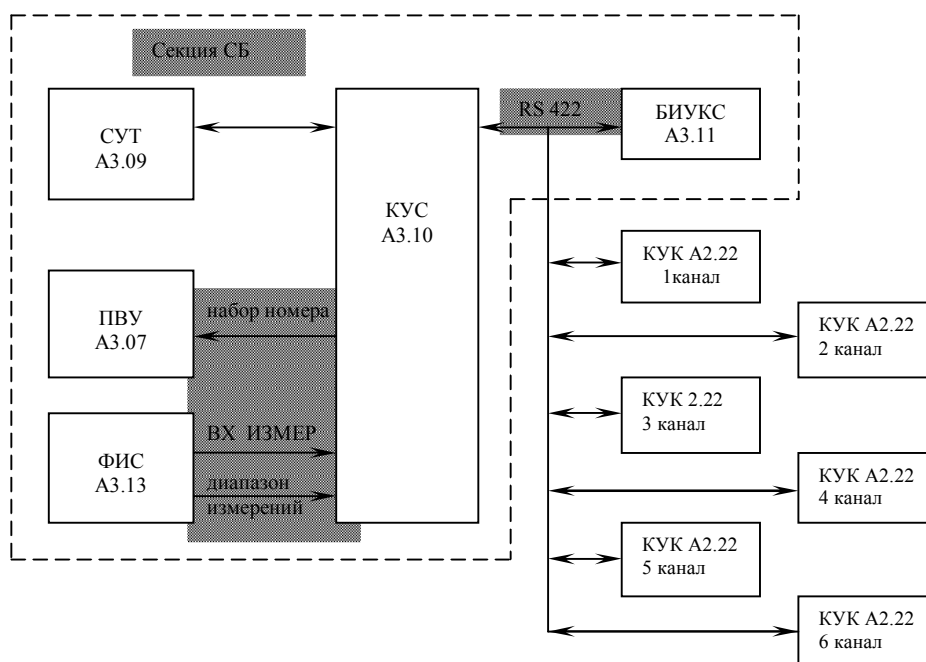 Секция СБ
СУТ
А3.09
КУС
А3.10
RS 422
БИУКС
А3.11
ПВУ
А3.07
набор номера
ФИС
А3.13
ВХ ИЗМЕР
диапазон
измерений
КУК А2.22
1канал
КУК А2.22
2 канал
КУК 2.22
3 канал
КУК А2.22
4 канал
КУК А2.22
5 канал
КУК А2.22
6 канал